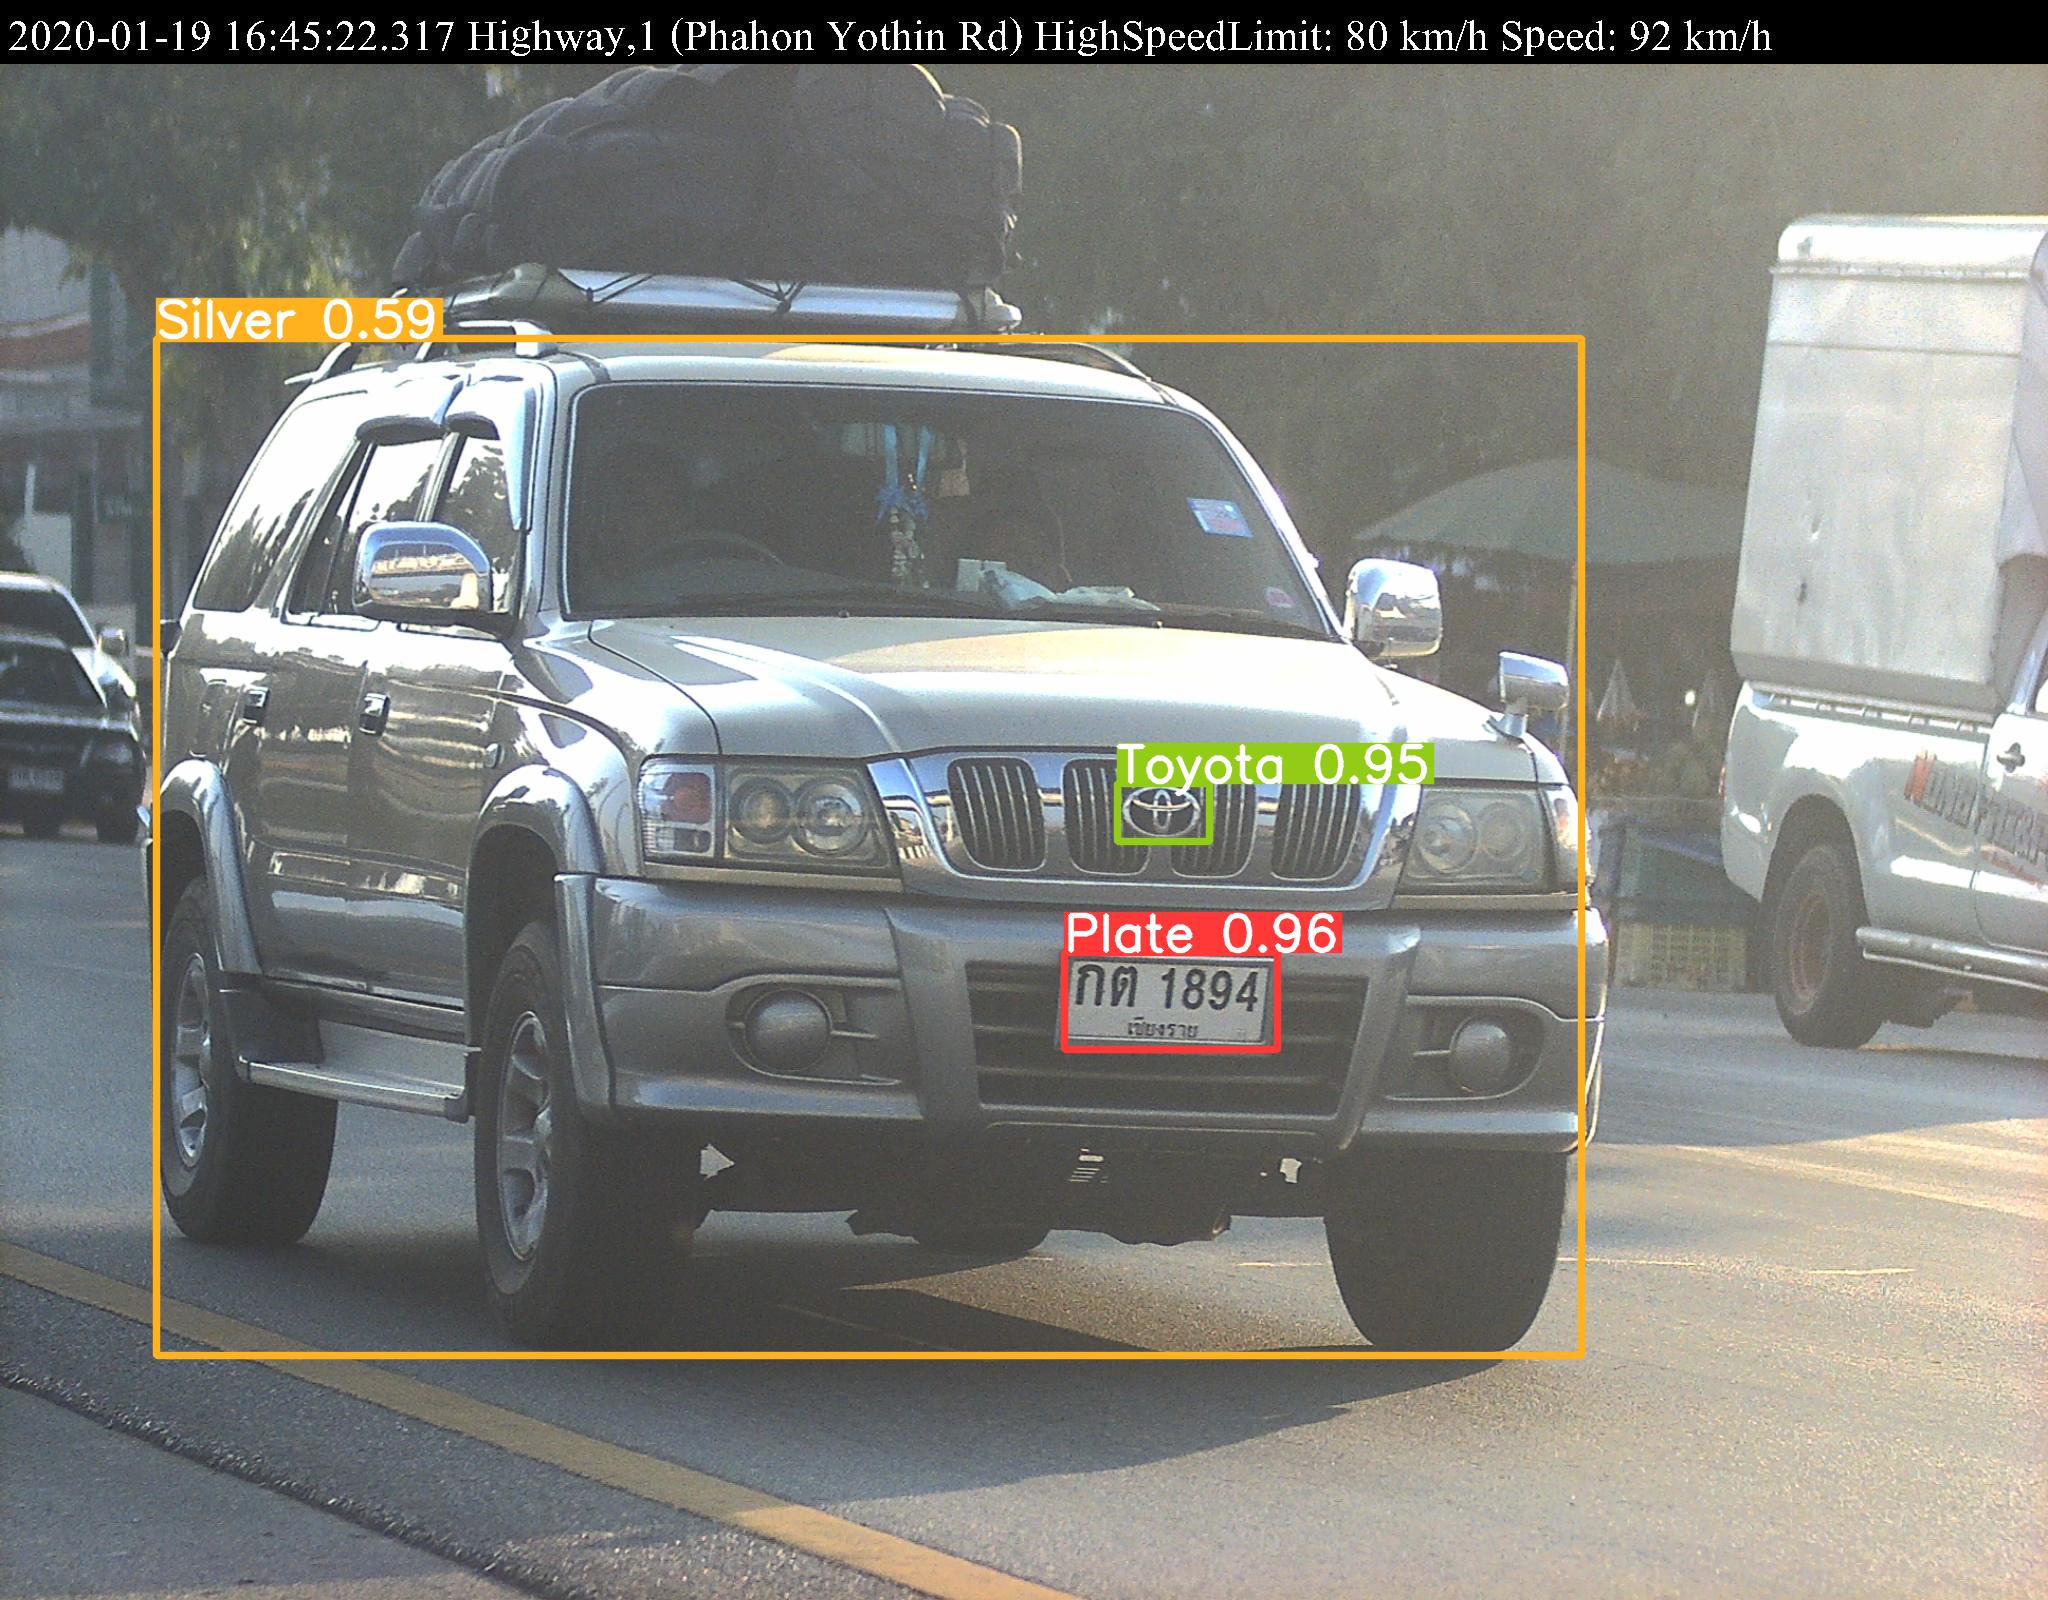 2020-01-19 16:45:22.317 Highway,1 (Phahon Yothin Rd) HighSpeedLimit: 80 km/h Speed: 92 km/h
Silver 0.59
Toyota 0.95
Plate 0.96
กต 1894
เชียงราย